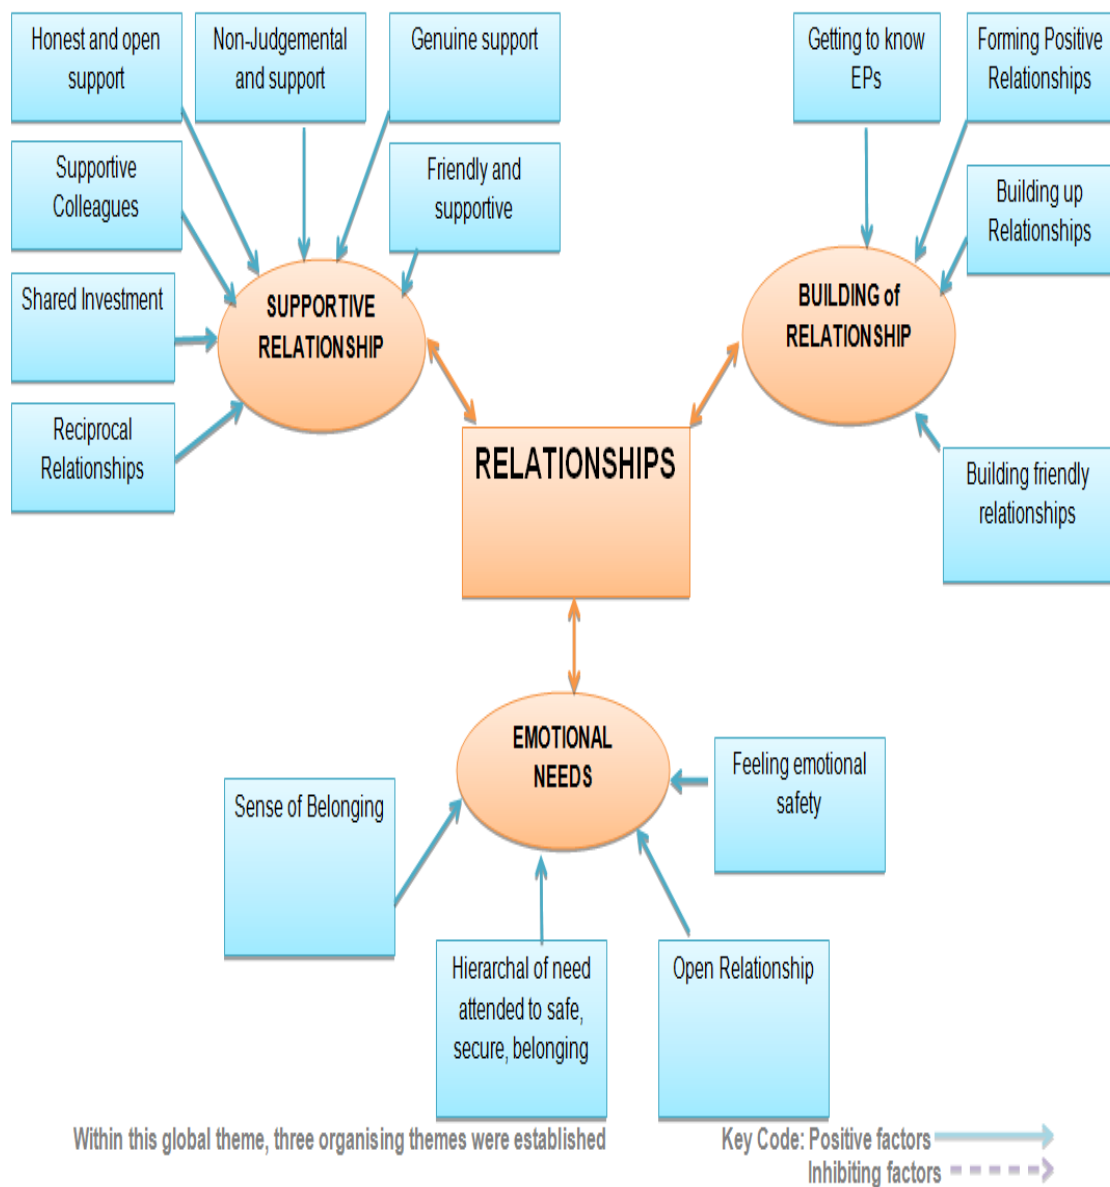 Honest and open
support
Non-Judgemental
and support
Genuine support
Getting to know
EPs
Forming Positive
Relationships
Supportive
Colleagues
Friendly and
supportive
Building up
Relationships
Shared Investment
SUPPORTIVE
RELATIONSHIP
BUILDING of
RELATIONSHIP
Reciprocal
Relationships
RELATIONSHIPS
Building friendly
relationships
EMOTIONAL
NEEDS
Feeling emotional
safety
Sense of Belonging
Hierarchal of need
attended to safe,
secure, belonging
Open Relationship
Within this global theme, three organising themes were established
Key Code: Positive factors
Inhibiting factors